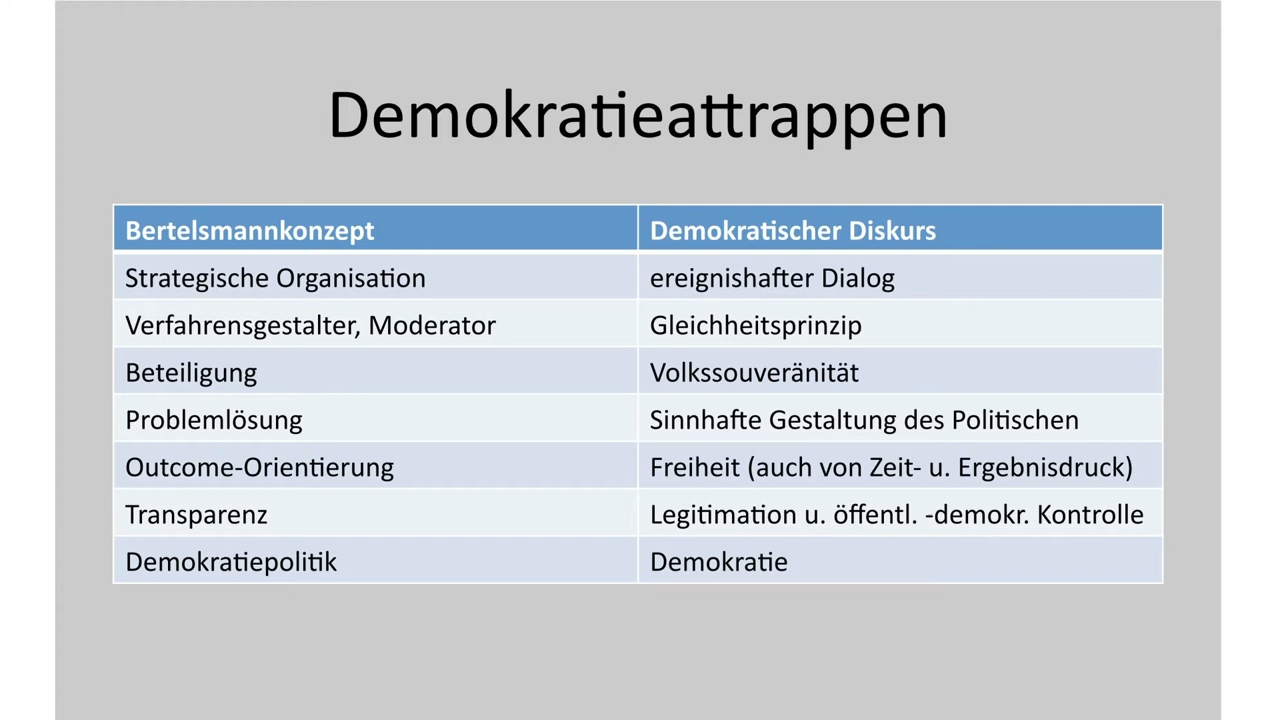 Demokratieattrappen
Bertelsmannkonzept Demokratischer Diskurs
Strategische Organisation ereignishafter Dialog
Verfahrensgestalter, Moderator Gleichheitsprinzip
Beteiligung Volkssouveränität
Problemlösung Sinnhafte Gestaltung des Politischen
Outcome-Orientierung Freiheit (auch von Zeit- u. Ergebnisdruck)
Transparenz Legitimation u. öffentl. -demokr. Kontrolle
Demokratiepolitik Demokratie